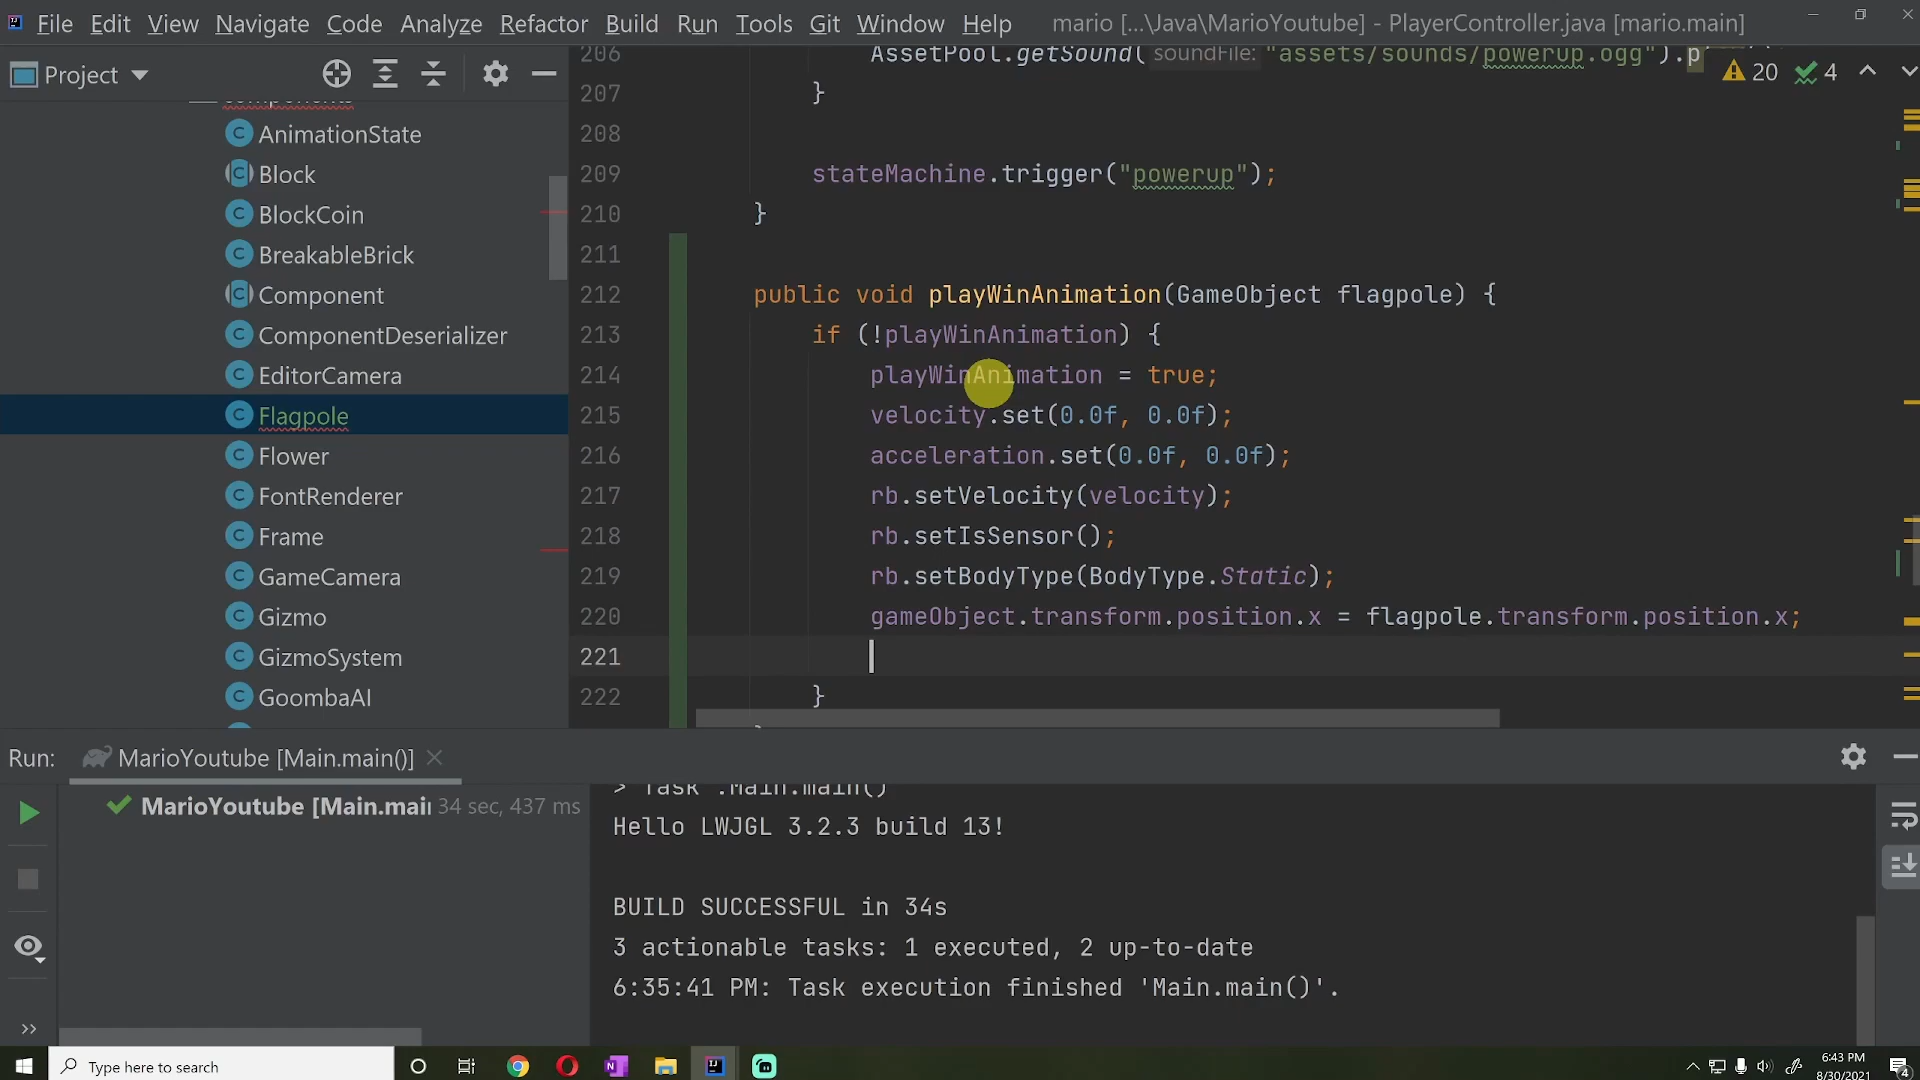 File Edit View Navigate Code Analyze Refactor Build Run Tools Git Window Help mario [...\Java\MarioYoutube] - PlayerController.java [mario.main]
Project
components
AnimationState
Block
BlockCoin
BreakableBrick
Component
ComponentDeserializer
EditorCamera
Flagpole
Flower
FontRenderer
Frame
GameCamera
Gizmo
GizmoSystem
GoombaAI
20 4
206 AssetPool.getSound( soundFile: "assets/sounds/powerup.ogg").p
207 }
208
209 stateMachine.trigger("powerup");
210 }
211
212 public void playWinAnimation(GameObject flagpole) {
213 if (!playWinAnimation) {
214 playWinAnimation = true;
215 velocity.set(0.0f, 0.0f);
216 acceleration.set(0.0f, 0.0f);
217 rb.setVelocity(velocity);
218 rb.setIsSensor();
219 rb.setBodyType(BodyType.Static);
220 gameObject.transform.position.x = flagpole.transform.position.x;
221
222 }
Run: MarioYoutube [Main.main()]
MarioYoutube [Main.mai 34 sec, 437 ms
> Task :Main.main()
Hello LWJGL 3.2.3 build 13!
BUILD SUCCESSFUL in 34s
3 actionable tasks: 1 executed, 2 up-to-date
6:35:41 PM: Task execution finished 'Main.main()'.
Type here to search
6:43 PM
8/30/2021
4